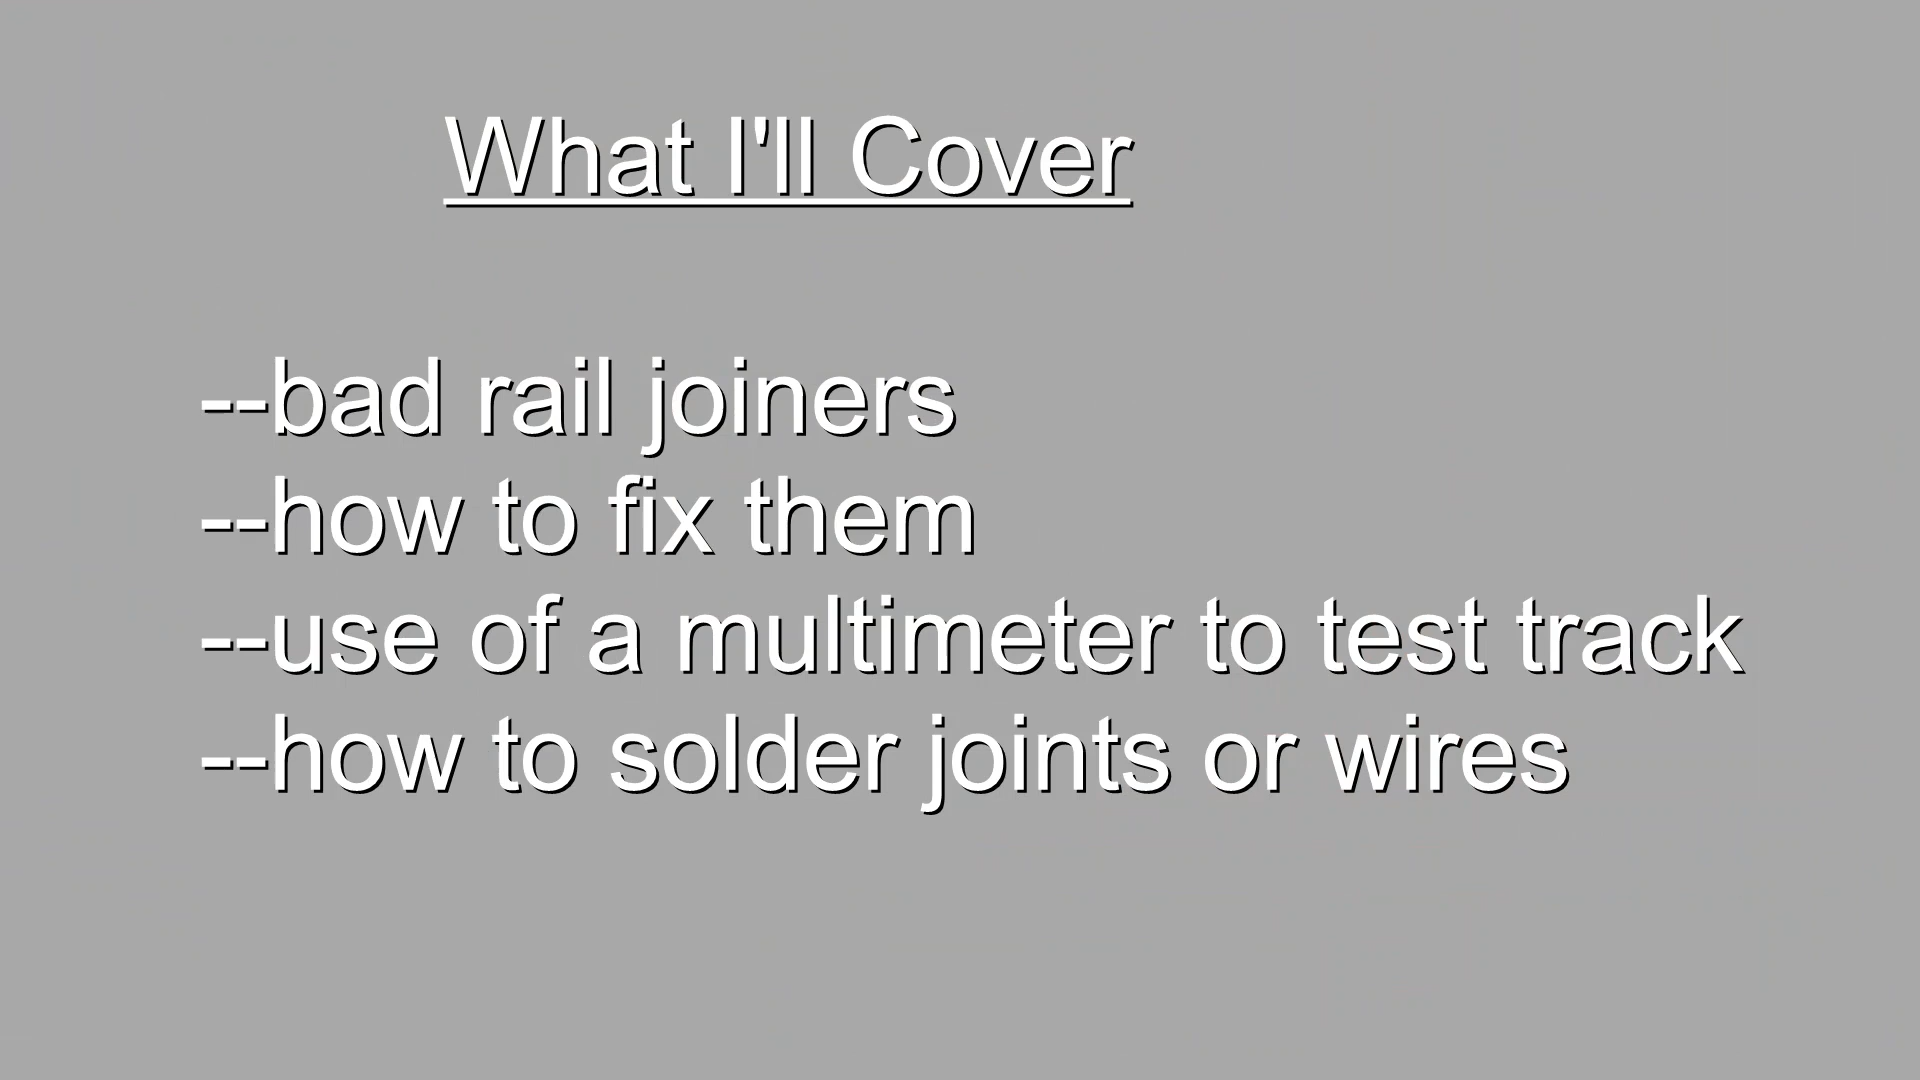 What I'll Cover
--bad rail joiners
--how to fix them
--use of a multimeter to test track
--how to solder joints or wires